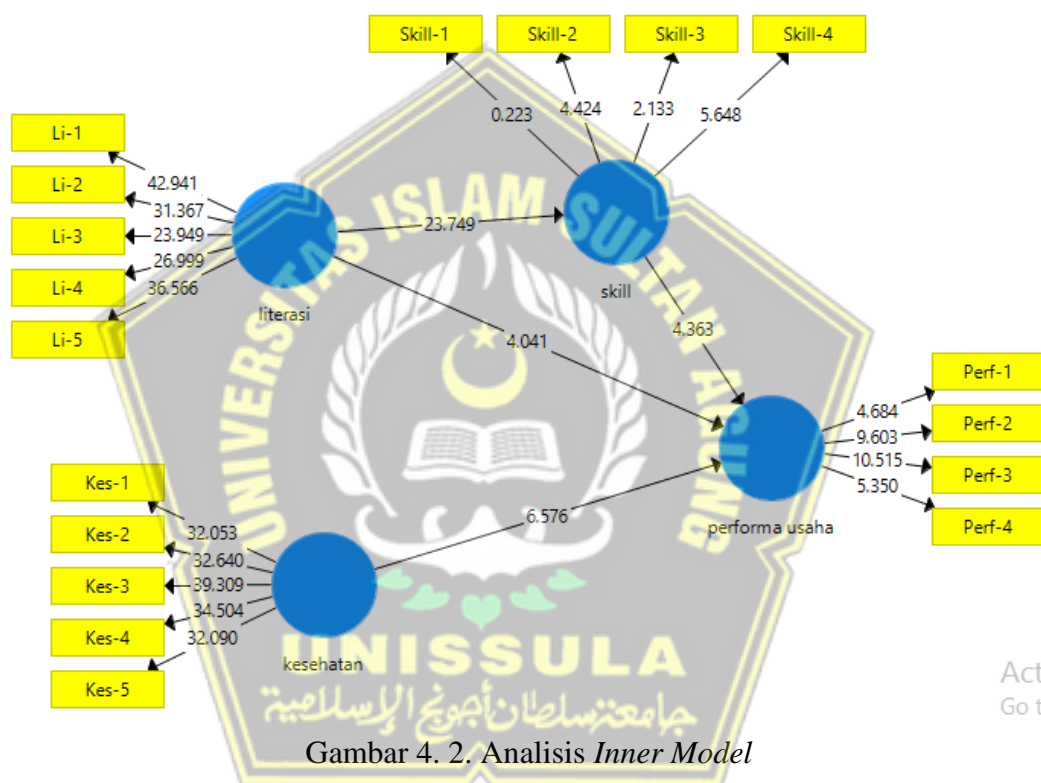 Skill-1 Skill-2 Skill-3 Skill-4
0.223 4.424 2.133 5.648
Li-1
Li-2
Li-3
Li-4
Li-5
42.941
31.367
23.949
26.999
36.566
literasi
23.749
skill
4.041
4.363
Kes-1
Kes-2
Kes-3
Kes-4
Kes-5
32.053
32.640
39.309
34.504
32.090
kesehatan
6.576
performa usaha
4.684
9.603
10.515
5.350
Perf-1
Perf-2
Perf-3
Perf-4
UNIVERSITAS ISLAM SULTAN AGUNG
UNISSULA
جامعة سلطان أجونج الإسلامية
Act
Go t
Gambar 4. 2. Analisis Inner Model